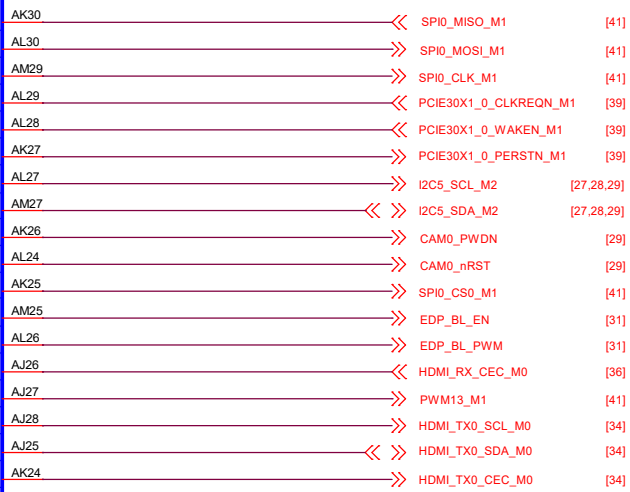 AK30 SPI0_MISO_M1 [41]
AL30 SPI0_MOSI_M1 [41]
AM29 SPI0_CLK_M1 [41]
AL29 PCIE30X1_0_CLKREQN_M1 [39]
AL28 PCIE30X1_0_WAKEN_M1 [39]
AK27 PCIE30X1_0_PERSTN_M1 [39]
AL27 I2C5_SCL_M2 [27,28,29]
AM27 I2C5_SDA_M2 [27,28,29]
AK26 CAM0_PWDN [29]
AL24 CAM0_nRST [29]
AK25 SPI0_CS0_M1 [41]
AM25 EDP_BL_EN [31]
AL26 EDP_BL_PWM [31]
AJ26 HDMI_RX_CEC_M0 [36]
AJ27 PWM13_M1 [41]
AJ28 HDMI_TX0_SCL_M0 [34]
AJ25 HDMI_TX0_SDA_M0 [34]
AK24 HDMI_TX0_CEC_M0 [34]